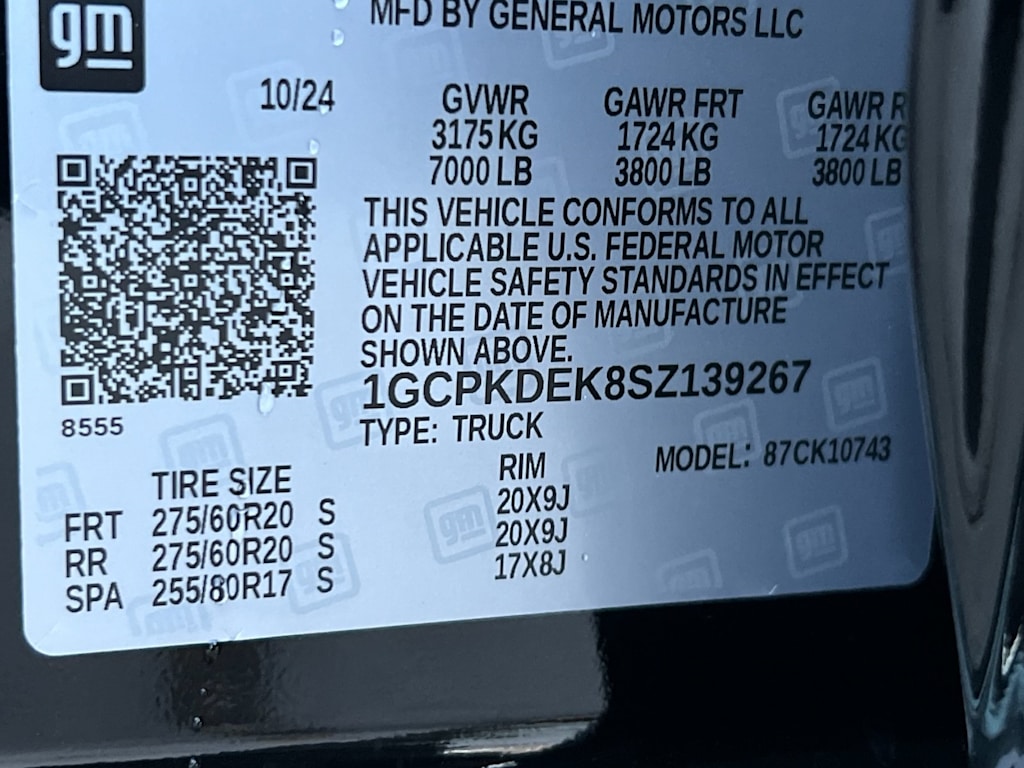 gm
MFD BY GENERAL MOTORS LLC
10/24 GVWR GAWR FRT GAWR R
3175 KG 1724 KG 1724 KG
7000 LB 3800 LB 3800 LB
THIS VEHICLE CONFORMS TO ALL
APPLICABLE U.S. FEDERAL MOTOR
VEHICLE SAFETY STANDARDS IN EFFECT
ON THE DATE OF MANUFACTURE
SHOWN ABOVE.
1GCPKDEK8SZ139267
8555
TYPE: TRUCK
MODEL: 87CK10743
TIRE SIZE RIM
FRT 275/60R20 S 20X9J
RR 275/60R20 S 20X9J
SPA 255/80R17 S 17X8J